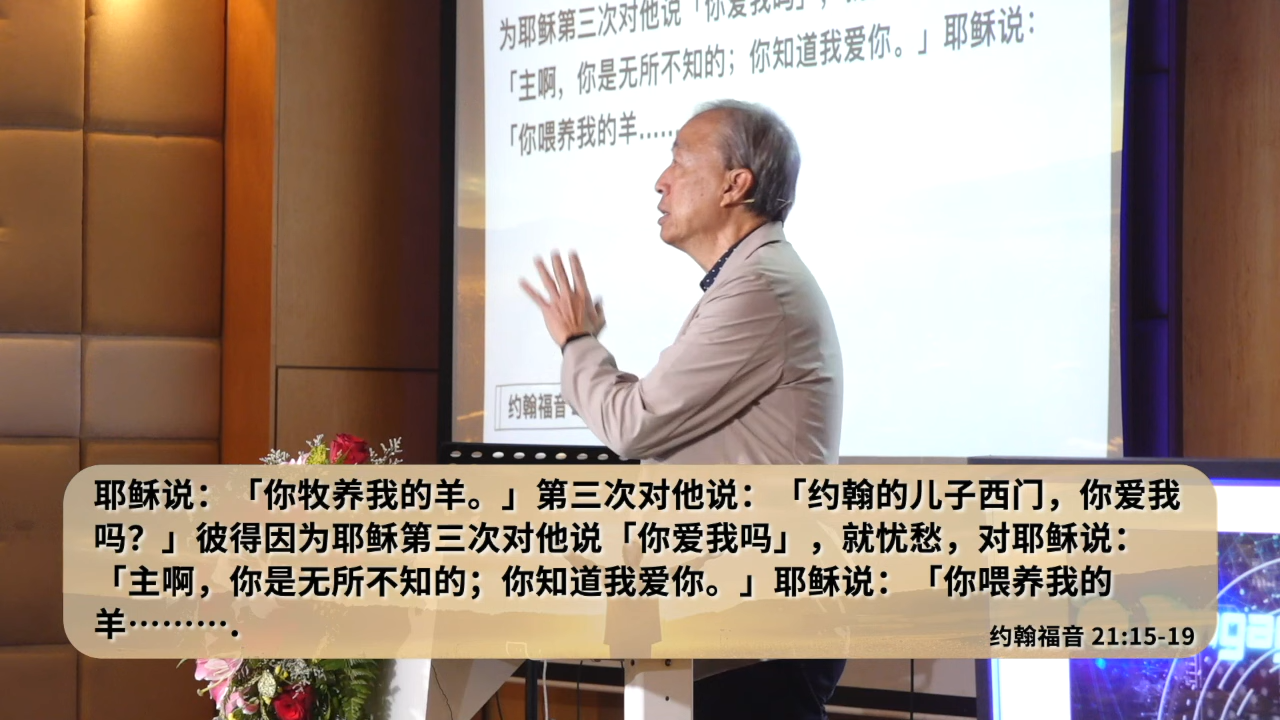 为耶稣第三次对他说「你爱我吗」，
「主啊，你是无所不知的；你知道我爱你。」耶稣说：
「你喂养我的羊……
约翰福音
耶稣说：「你牧养我的羊。」第三次对他说：「约翰的儿子西门，你爱我
吗？」彼得因为耶稣第三次对他说「你爱我吗」，就忧愁，对耶稣说：
「主啊，你是无所不知的；你知道我爱你。」耶稣说：「你喂养我的
羊……….
约翰福音 21:15-19